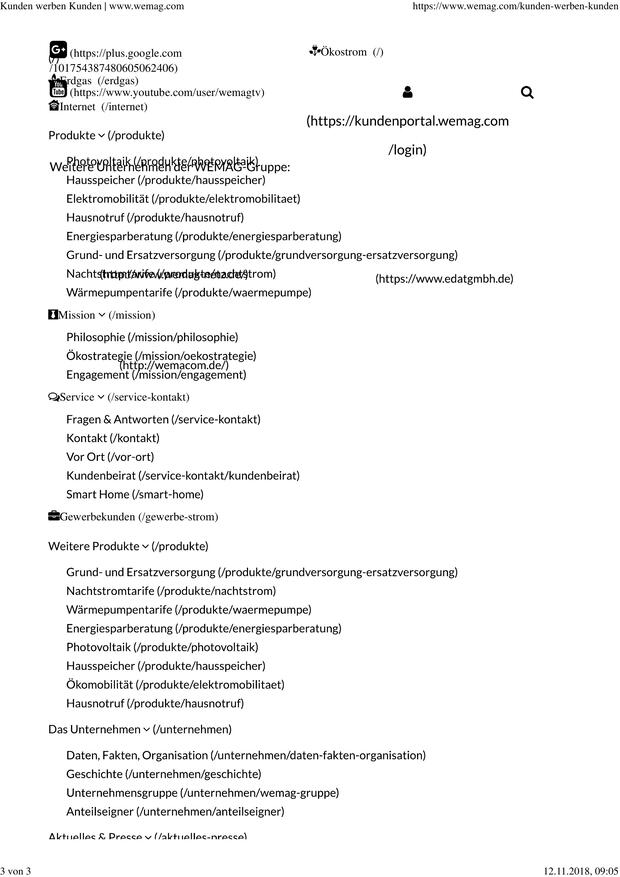 Kunden werben Kunden | www.wemag.com
https://www.wemag.com/kunden-werben-kunden
G+ (https://plus.google.com
Ökostrom (/)
/101754387480605062406)
Erdgas (/erdgas)
You Tube (https://www.youtube.com/user/wemagtv)
Internet (/internet)
(https://kundenportal.wemag.com
/login)
Produkte (/produkte)
Photovoltaik (/produkte/photovoltaik)
Weitere Unternehmen der WEMAG-Gruppe:
Hausspeicher (/produkte/hausspeicher)
Elektromobilität (/produkte/elektromobilitaet)
Hausnotruf (/produkte/hausnotruf)
Energiesparberatung (/produkte/energiesparberatung)
Grund- und Ersatzversorgung (/produkte/grundversorgung-ersatzversorgung)
(https://www.edatgmbh.de)
Wärmepumpentarife (/produkte/waermepumpe)
Mission (/mission)
Philosophie (/mission/philosophie)
Ökostrategie (/mission/oekostrategie)
(http://wemacom.de/)
Engagement (/mission/engagement)
Service (/service-kontakt)
Fragen & Antworten (/service-kontakt)
Kontakt (/kontakt)
Vor Ort (/vor-ort)
Kundenbeirat (/service-kontakt/kundenbeirat)
Smart Home (/smart-home)
Gewerbekunden (/gewerbe-strom)
Weitere Produkte (/produkte)
Grund- und Ersatzversorgung (/produkte/grundversorgung-ersatzversorgung)
Nachtstromtarife (/produkte/nachtstrom)
Wärmepumpentarife (/produkte/waermepumpe)
Energiesparberatung (/produkte/energiesparberatung)
Photovoltaik (/produkte/photovoltaik)
Hausspeicher (/produkte/hausspeicher)
Ökomobilität (/produkte/elektromobilitaet)
Hausnotruf (/produkte/hausnotruf)
Das Unternehmen (/unternehmen)
Daten, Fakten, Organisation (/unternehmen/daten-fakten-organisation)
Geschichte (/unternehmen/geschichte)
Unternehmensgruppe (/unternehmen/wemag-gruppe)
Anteilseigner (/unternehmen/anteilseigner)
Aktuelles & Presse (/aktuelles-presse)
3 von 3
12.11.2018, 09:05